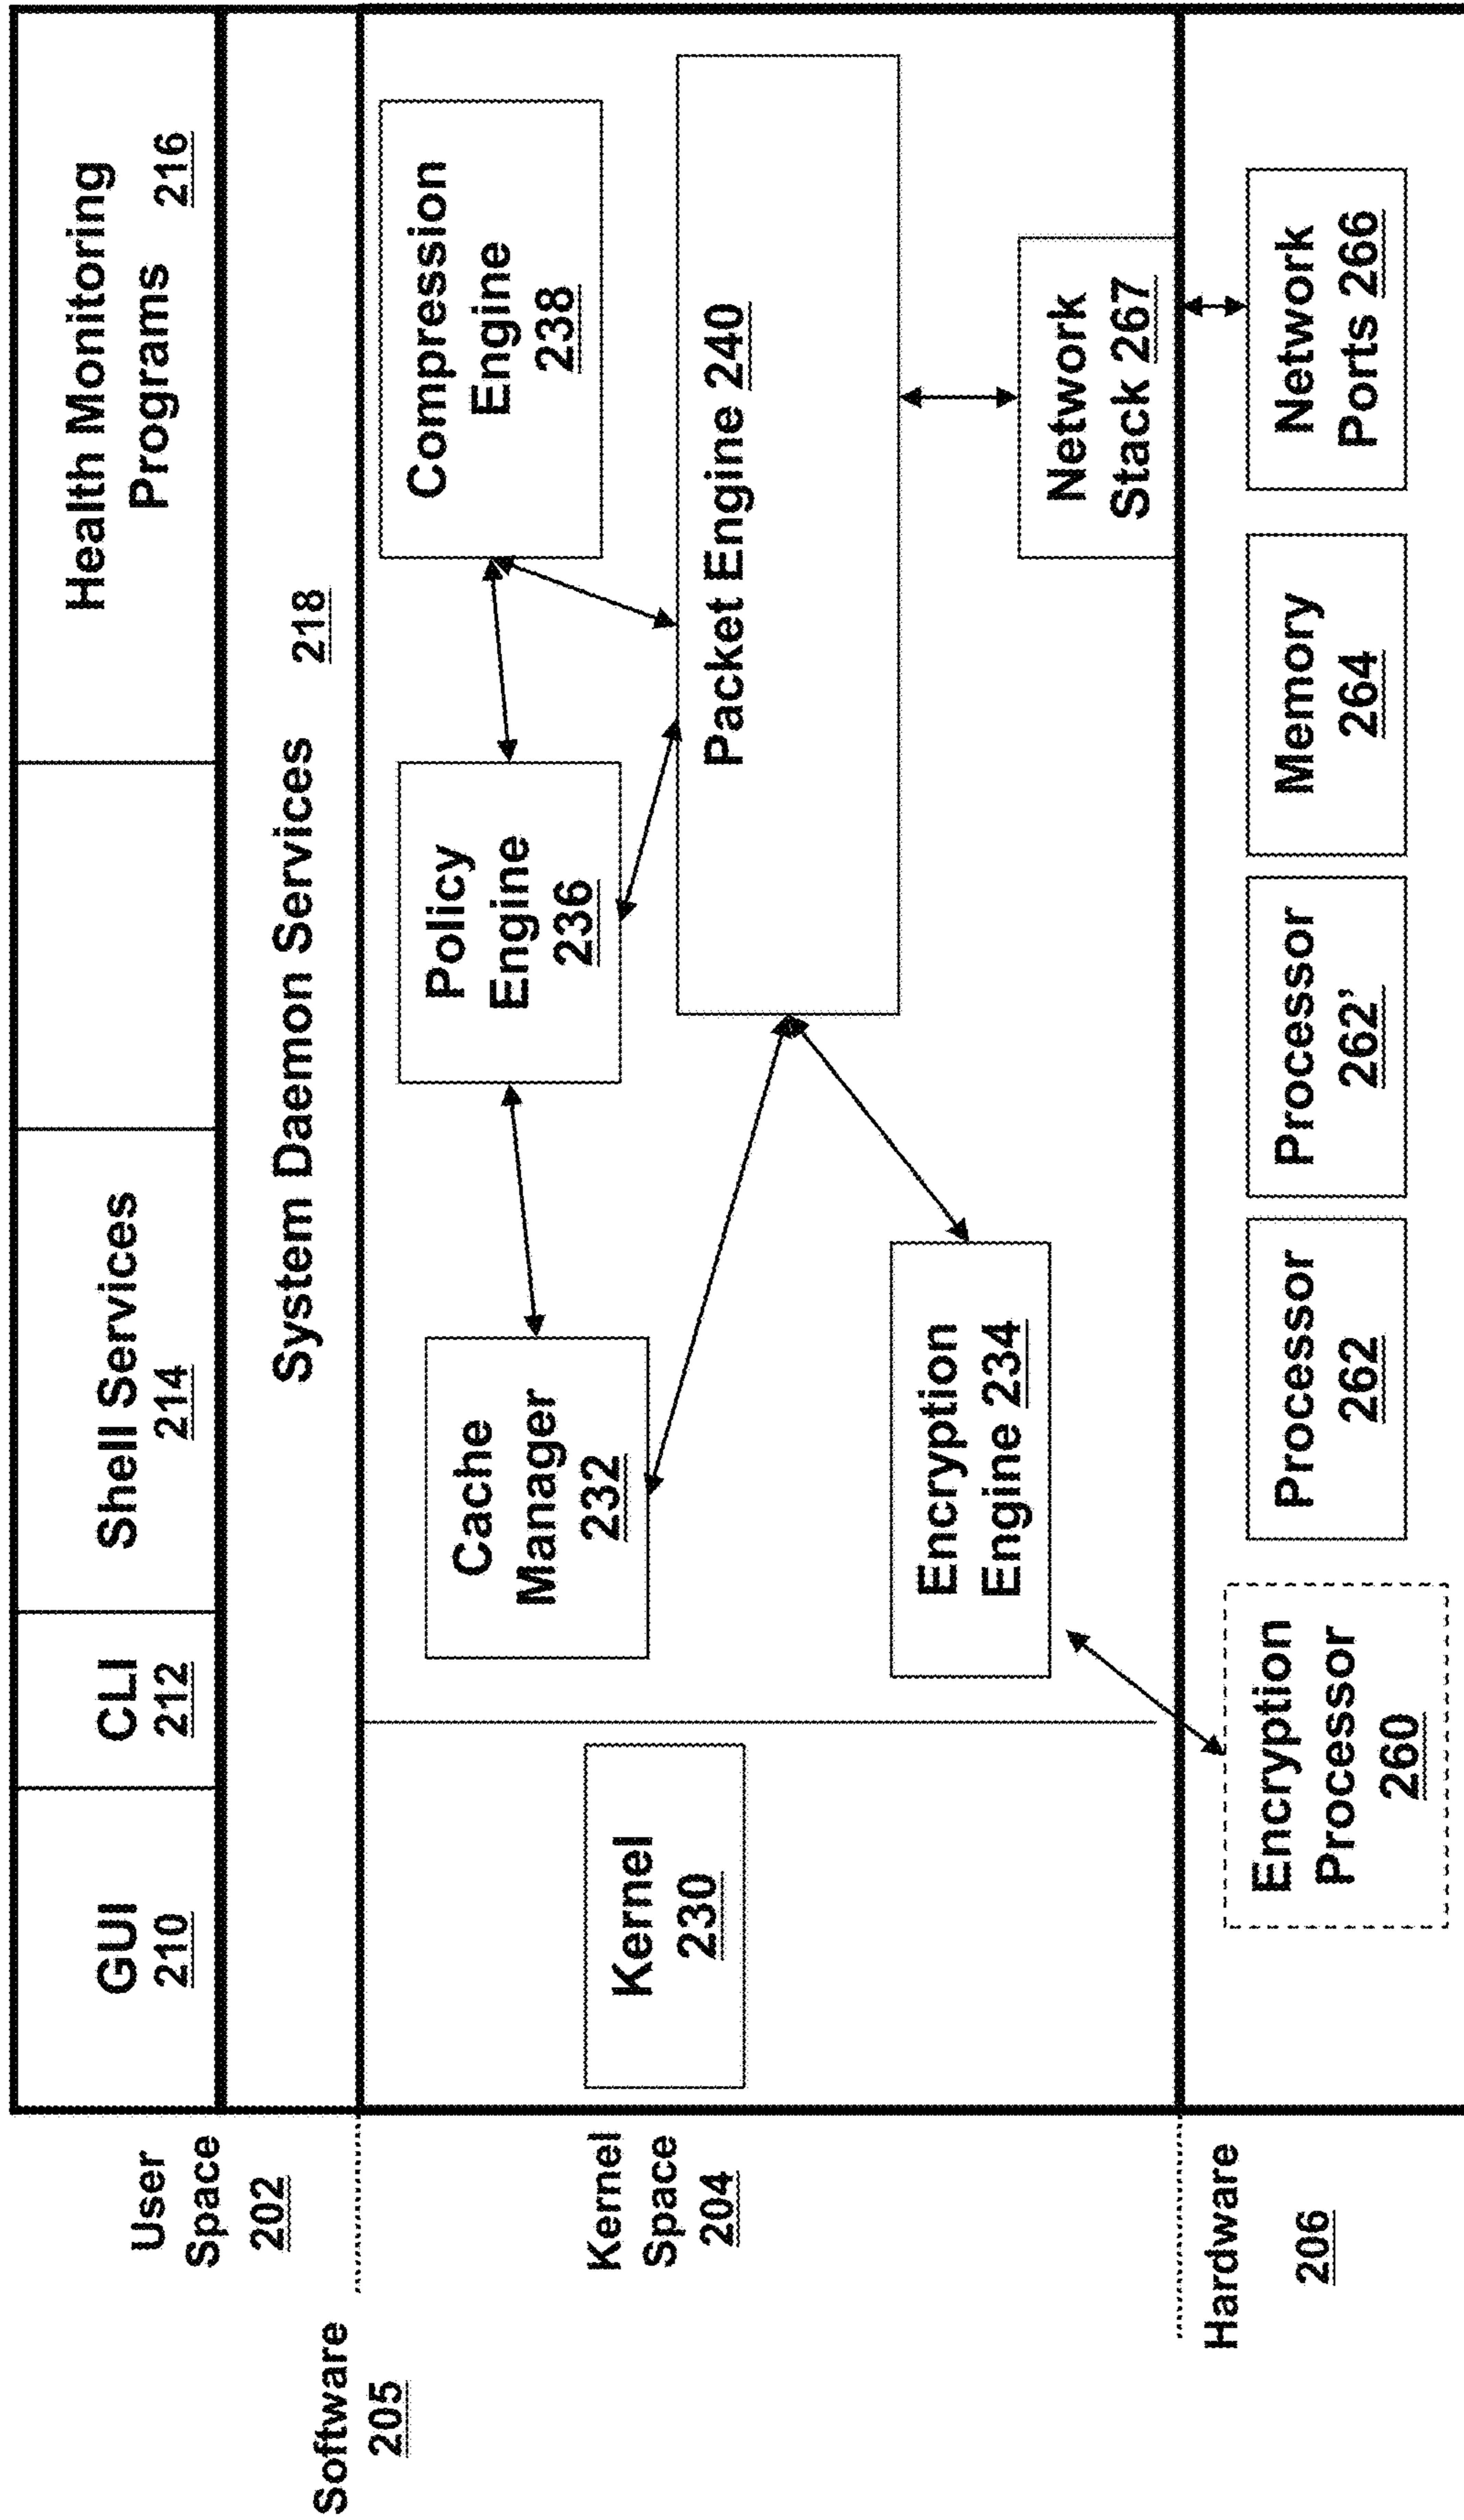 Software
205
User
Space
202
GUI
210
CLI
212
Shell Services
214
Health Monitoring
Programs 216
System Daemon Services 218
Kernel
Space
204
Kernel
230
Cache
Manager
232
Policy
Engine
236
Compression
Engine
238
Packet Engine 240
Encryption
Engine 234
Network
Stack 267
Hardware
206
Encryption
Processor
260
Processor
262
Processor
262’
Memory
264
Network
Ports 266